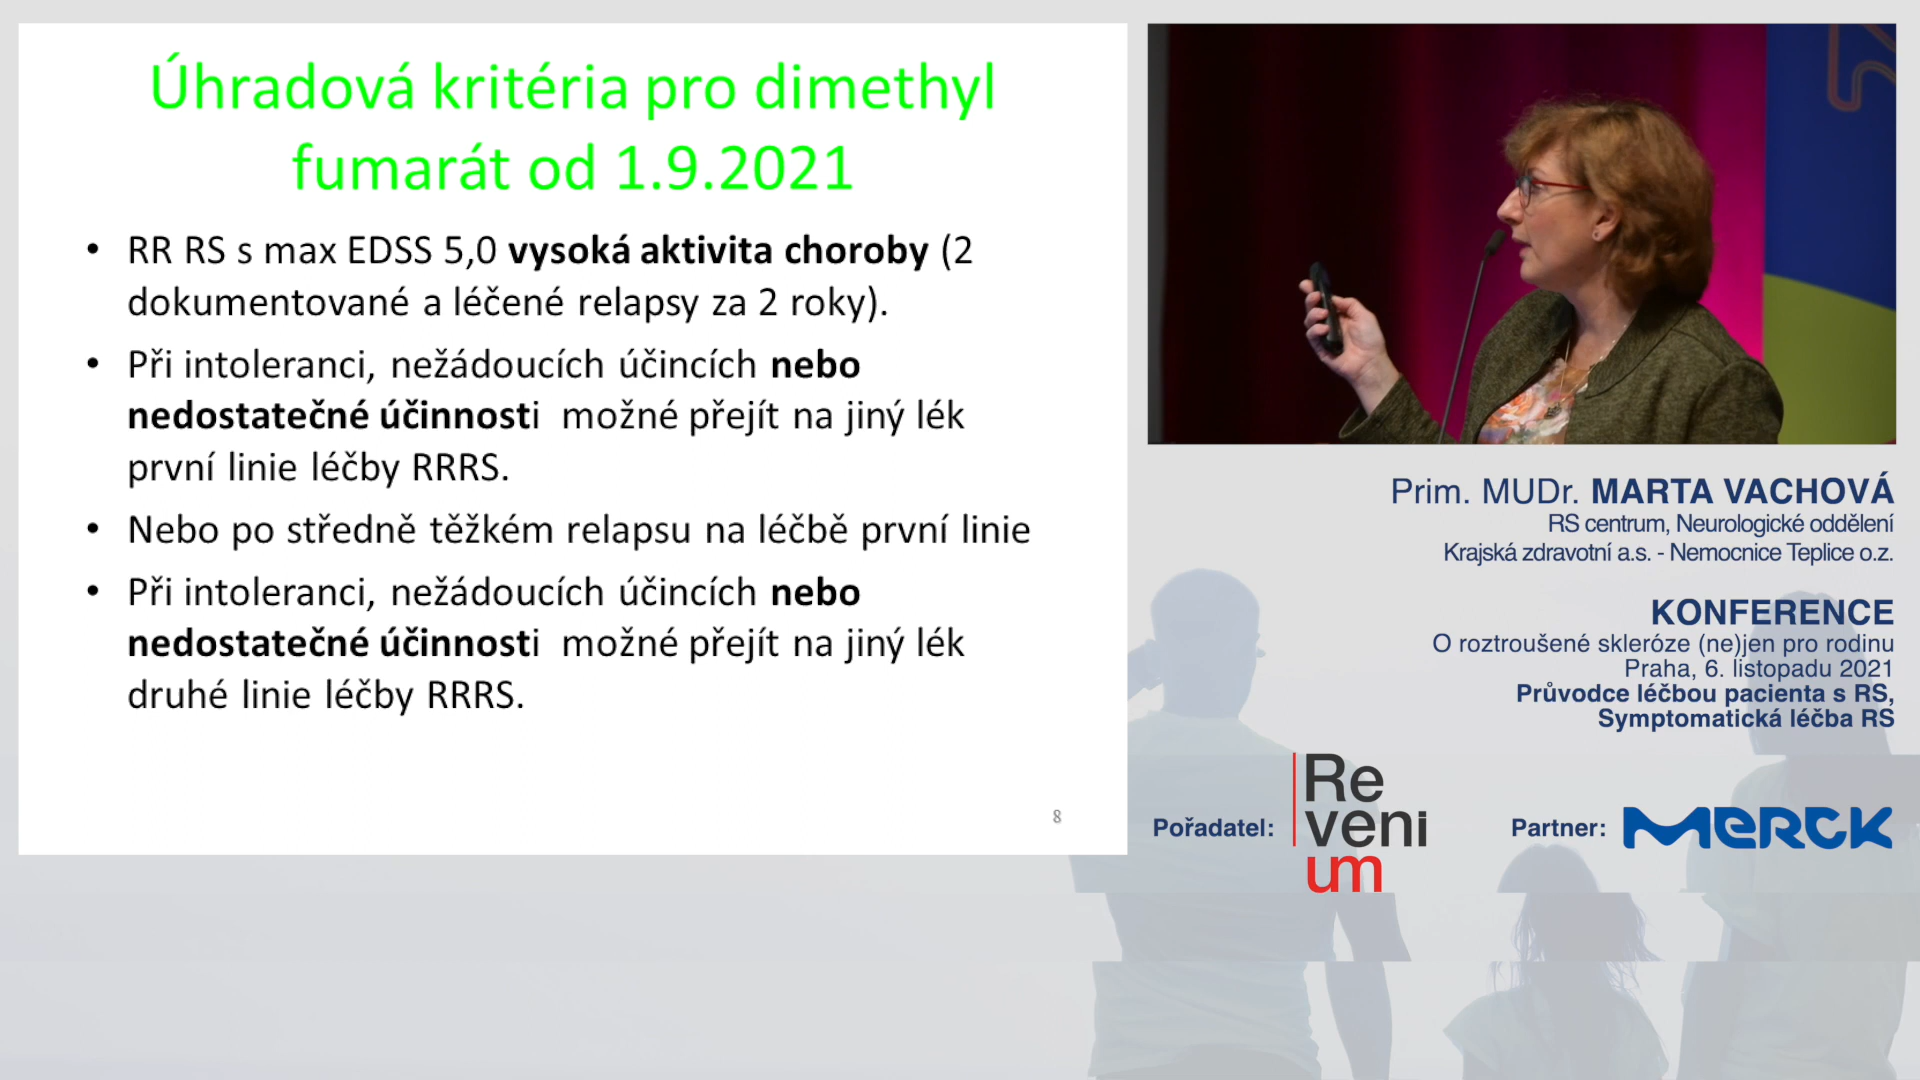 Úhradová kritéria pro dimethyl
fumarát od 1.9.2021
• RR RS s max EDSS 5,0 vysoká aktivita choroby (2
dokumentované a léčené relapsy za 2 roky).
• Při intoleranci, nežádoucích účincích nebo
nedostatečné účinnosti možné přejít na jiný lék
první linie léčby RRRS.
• Nebo po středně těžkém relapsu na léčbě první linie
• Při intoleranci, nežádoucích účincích nebo
nedostatečné účinnosti možné přejít na jiný lék
druhé linie léčby RRRS.
8
Prim. MUDr. MARTA VACHOVÁ
RS centrum, Neurologické oddělení
Krajská zdravotní a.s. - Nemocnice Teplice o.z.
KONFERENCE
O roztroušené skleróze (ne)jen pro rodinu
Praha, 6. listopadu 2021
Průvodce léčbou pacienta s RS,
Symptomatická léčba RS
Pořadatel:
Re
veni
um
Partner:
MERCK